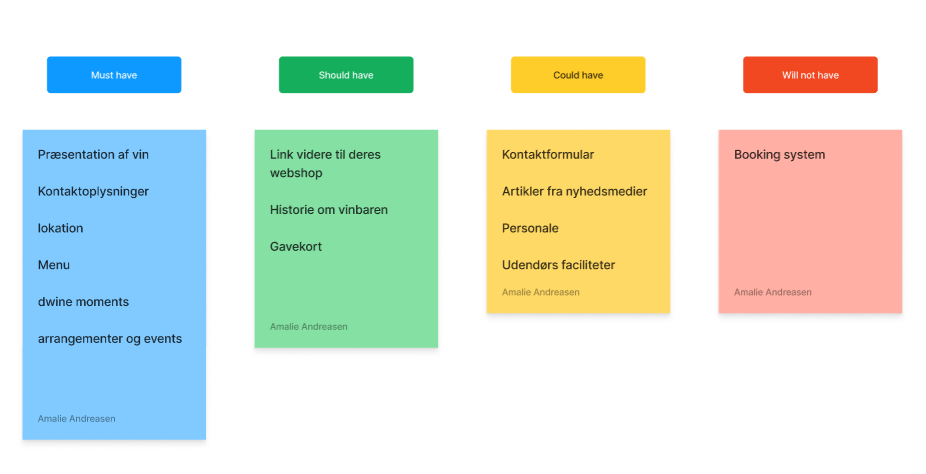 Must have
Præsentation af vin
Kontaktoplysninger
lokation
Menu
dwine moments
arrangementer og events
Amalie Andreasen
Should have
Link videre til deres
webshop
Historie om vinbaren
Gavekort
Amalie Andreasen
Could have
Kontaktformular
Artikler fra nyhedsmedier
Personale
Udendørs faciliteter
Amalie Andreasen
Will not have
Booking system
Amalie Andreasen